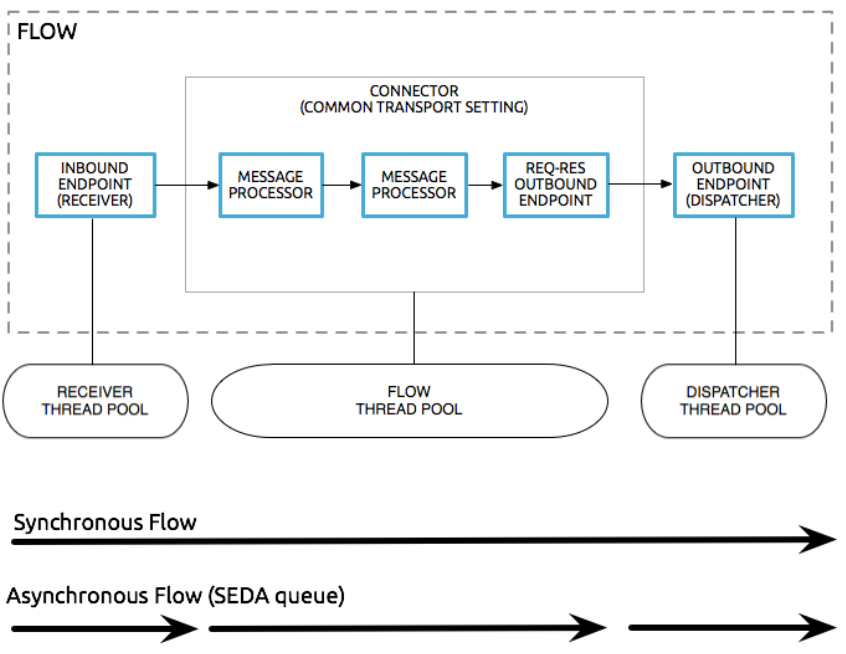 FLOW
CONNECTOR
(COMMON TRANSPORT SETTING)
INBOUND
ENDPOINT
(RECEIVER)
MESSAGE
PROCESSOR
MESSAGE
PROCESSOR
REQ-RES
OUTBOUND
ENDPOINT
OUTBOUND
ENDPOINT
(DISPATCHER)
RECEIVER
THREAD POOL
FLOW
THREAD POOL
DISPATCHER
THREAD POOL
Synchronous Flow
Asynchronous Flow (SEDA queue)